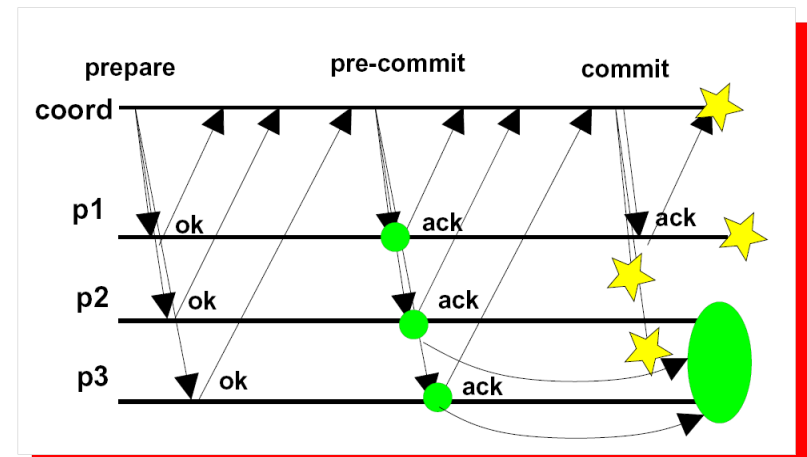 prepare
pre-commit
commit
coord
p1
ok
ack
ack
p2
ok
ack
p3
ok
ack